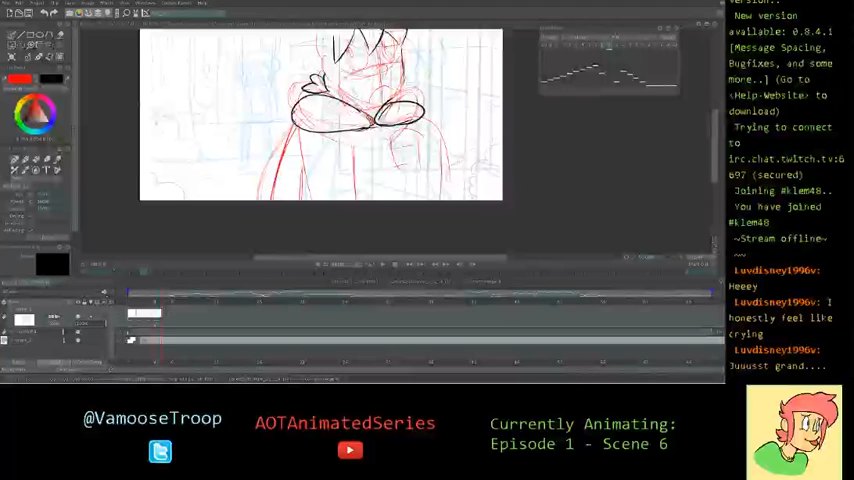 version..
New version
available: 0.8.4.1
[Message Spacing,
Bugfixes, and some
more..] (Go to
<Help-Website> to
download)
Trying to connect
to
irc.chat.twitch.tv:6
697 (secured)
Joining #klem48..
You have joined
#klem48
~Stream offline~
~~
Luvdisney1996v:
Heeey
Luvdisney1996v: I
honestly feel like
crying
Luvdisney1996v:
Juuusst grand....
@VamooseTroop
AOTAnimatedSeries
Currently Animating:
Episode 1 - Scene 6